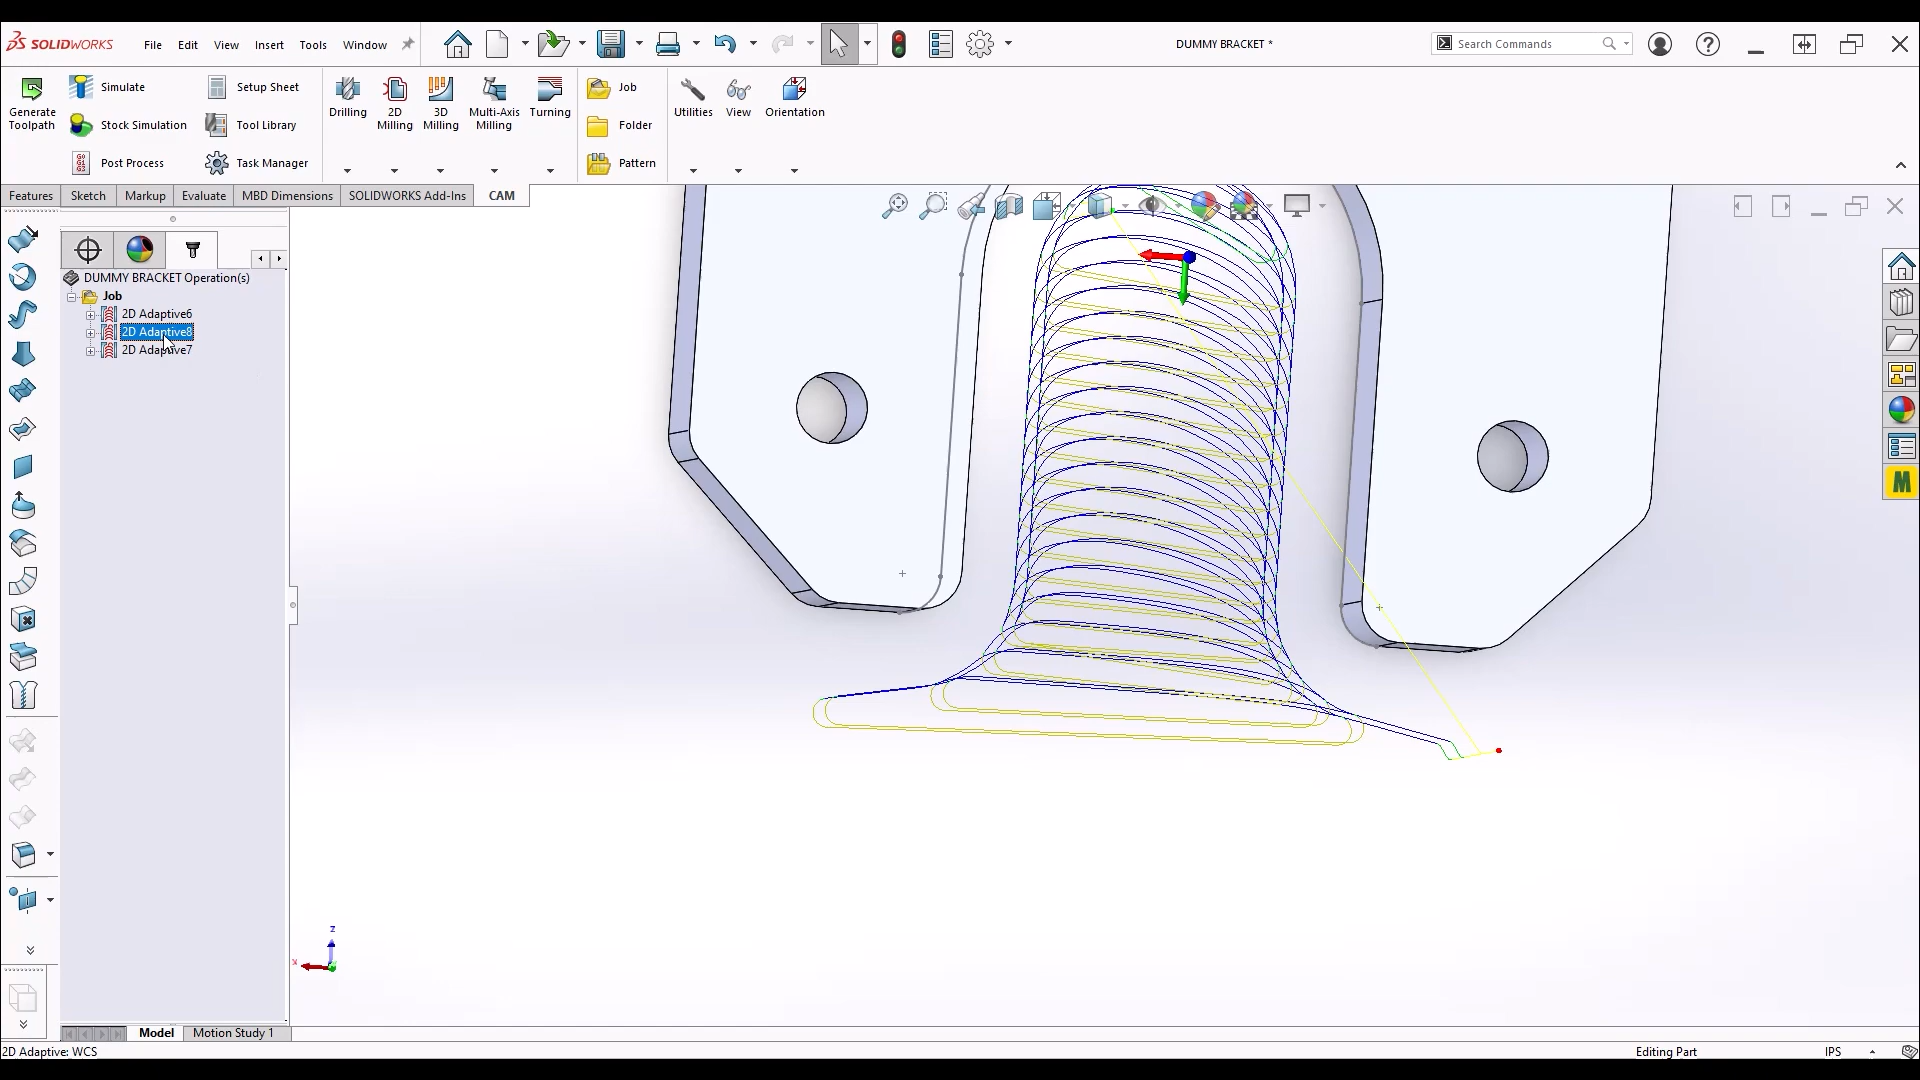 SOLIDWORKS File Edit View Insert Tools Window DUMMY BRACKET * Search Commands
Generate Toolpath
Simulate
Stock Simulation
Post Process
Setup Sheet
Tool Library
Task Manager
Drilling
2D Milling
3D Milling
Multi-Axis Milling
Turning
Job
Folder
Pattern
Utilities
View
Orientation
Features Sketch Markup Evaluate MBD Dimensions SOLIDWORKS Add-Ins CAM
DUMMY BRACKET Operation(s)
Job
2D Adaptive6
2D Adaptive8
2D Adaptive7
M
z
x
Model Motion Study 1
2D Adaptive: WCS Editing Part IPS